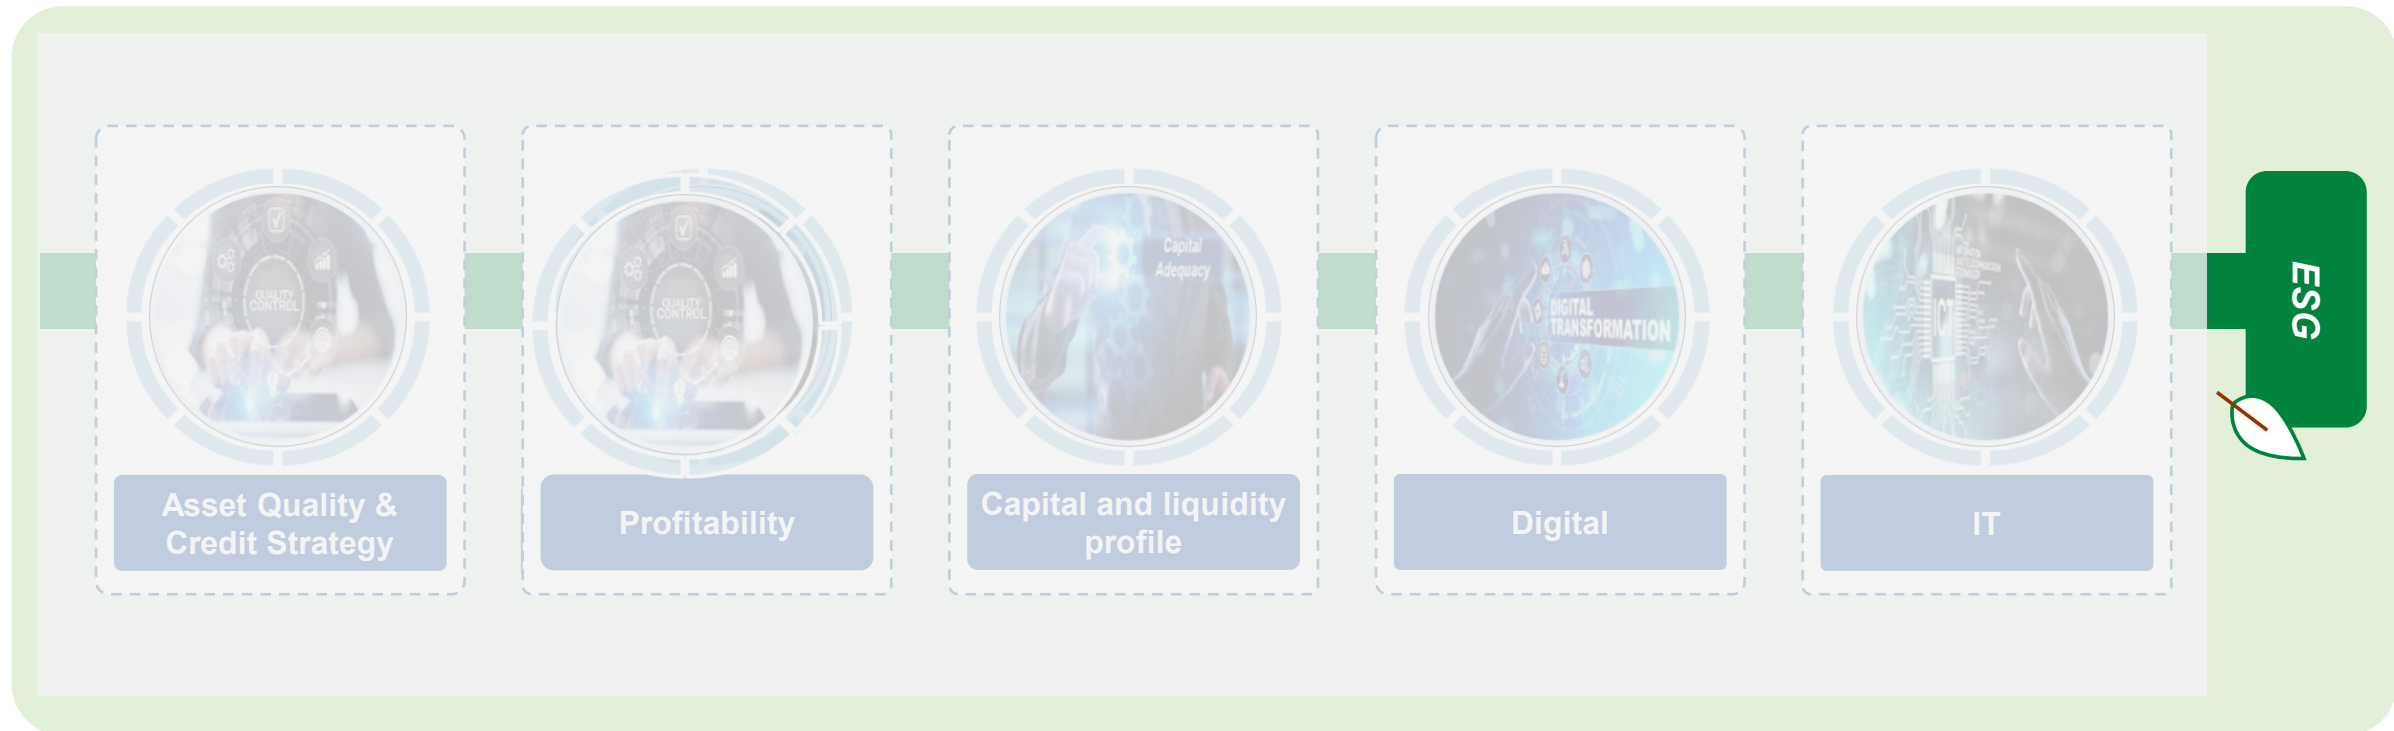 QUALITY
CONTROL
Asset Quality &
Credit Strategy
QUALITY
CONTROL
Profitability
Capital
Adequacy
Capital and liquidity
profile
DIGITAL
TRANSFORMATION
Digital
ICT
IT
ESG